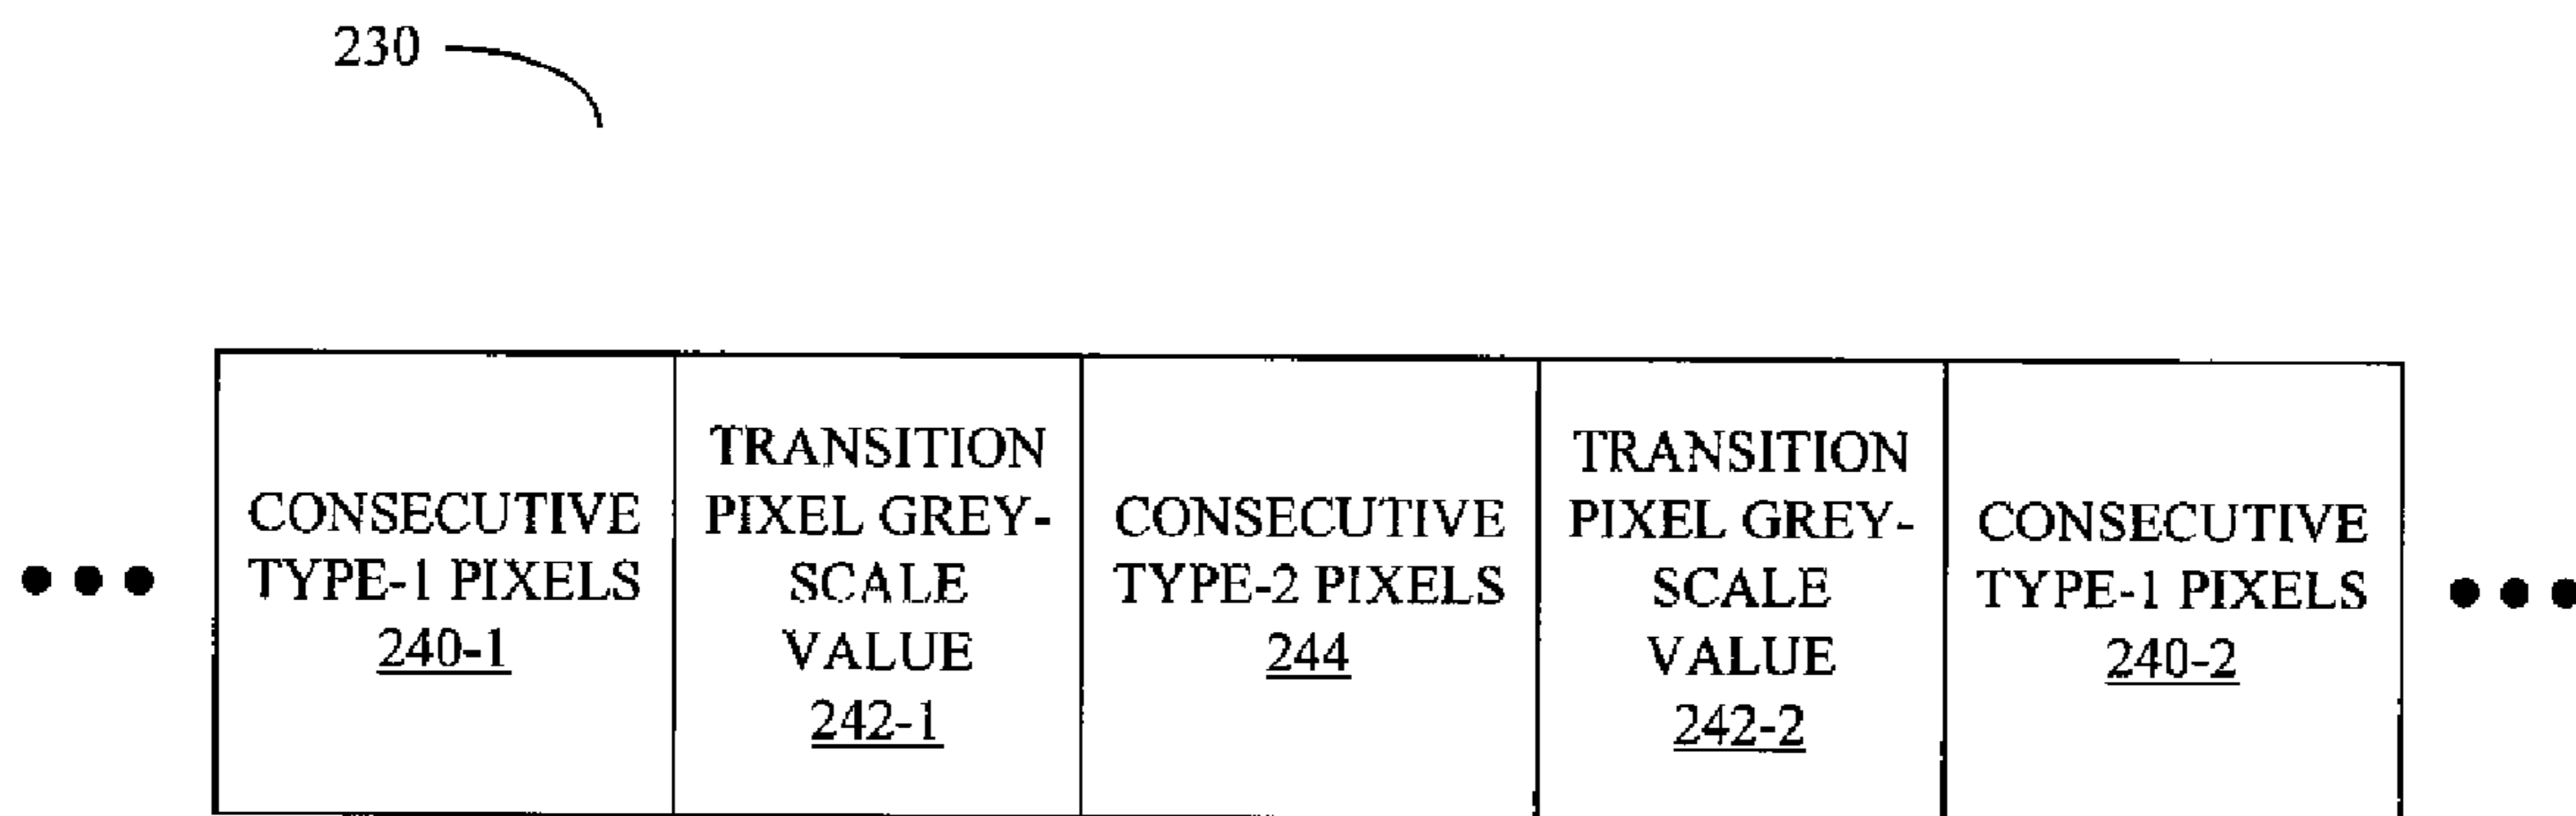 230
CONSECUTIVE
TYPE-1 PIXELS
240-1
TRANSITION
PIXEL GREY-
SCALE
VALUE
242-1
CONSECUTIVE
TYPE-2 PIXELS
244
TRANSITION
PIXEL GREY-
SCALE
VALUE
242-2
CONSECUTIVE
TYPE-1 PIXELS
240-2